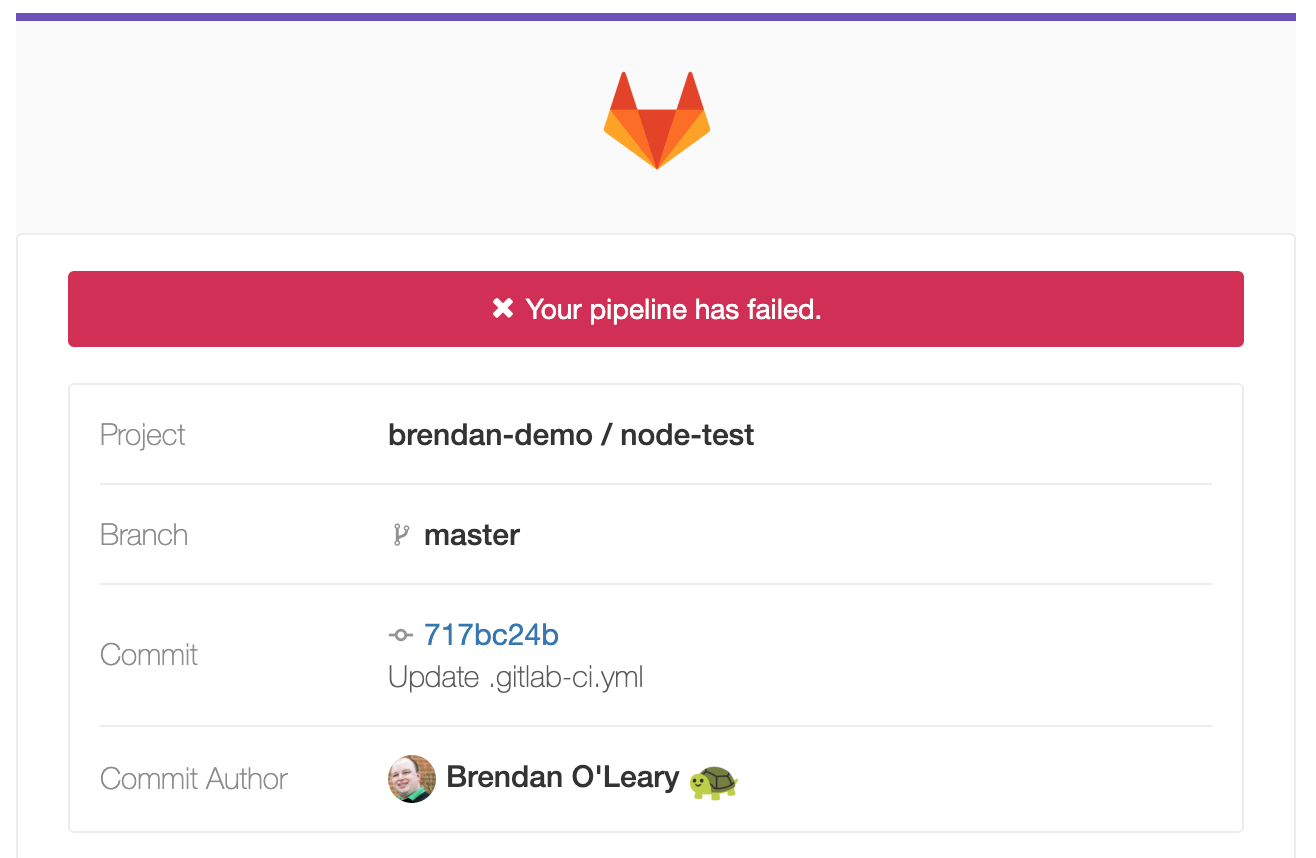 Your pipeline has failed.
Project
brendan-demo / node-test
Branch
master
Commit
717bc24b
Update .gitlab-ci.yml
Commit Author
Brendan O'Leary